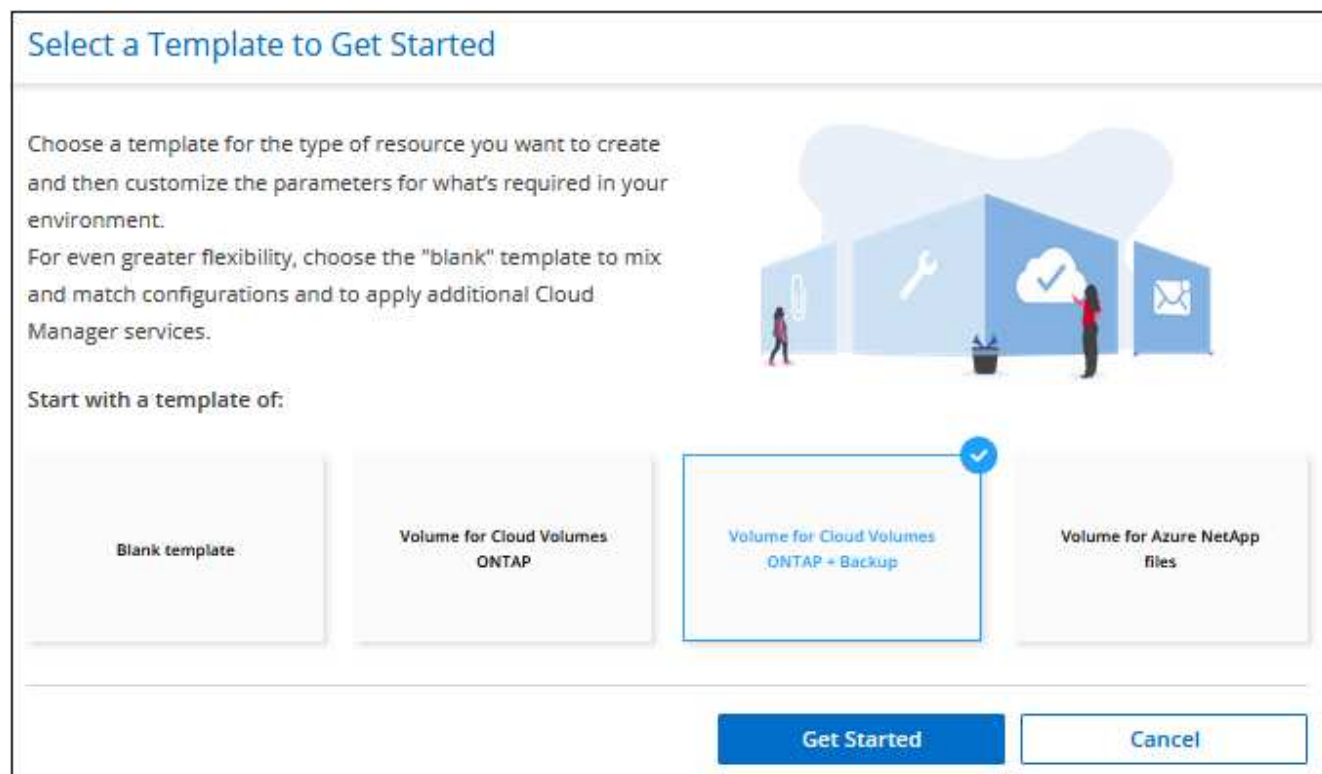 Select a Template to Get Started
Choose a template for the type of resource you want to create
and then customize the parameters for what's required in your
environment.
For even greater flexibility, choose the "blank" template to mix
and match configurations and to apply additional Cloud
Manager services.
Start with a template of:
Blank template
Volume for Cloud Volumes
ONTAP
Volume for Cloud Volumes
ONTAP + Backup
Volume for Azure NetApp
files
Get Started
Cancel